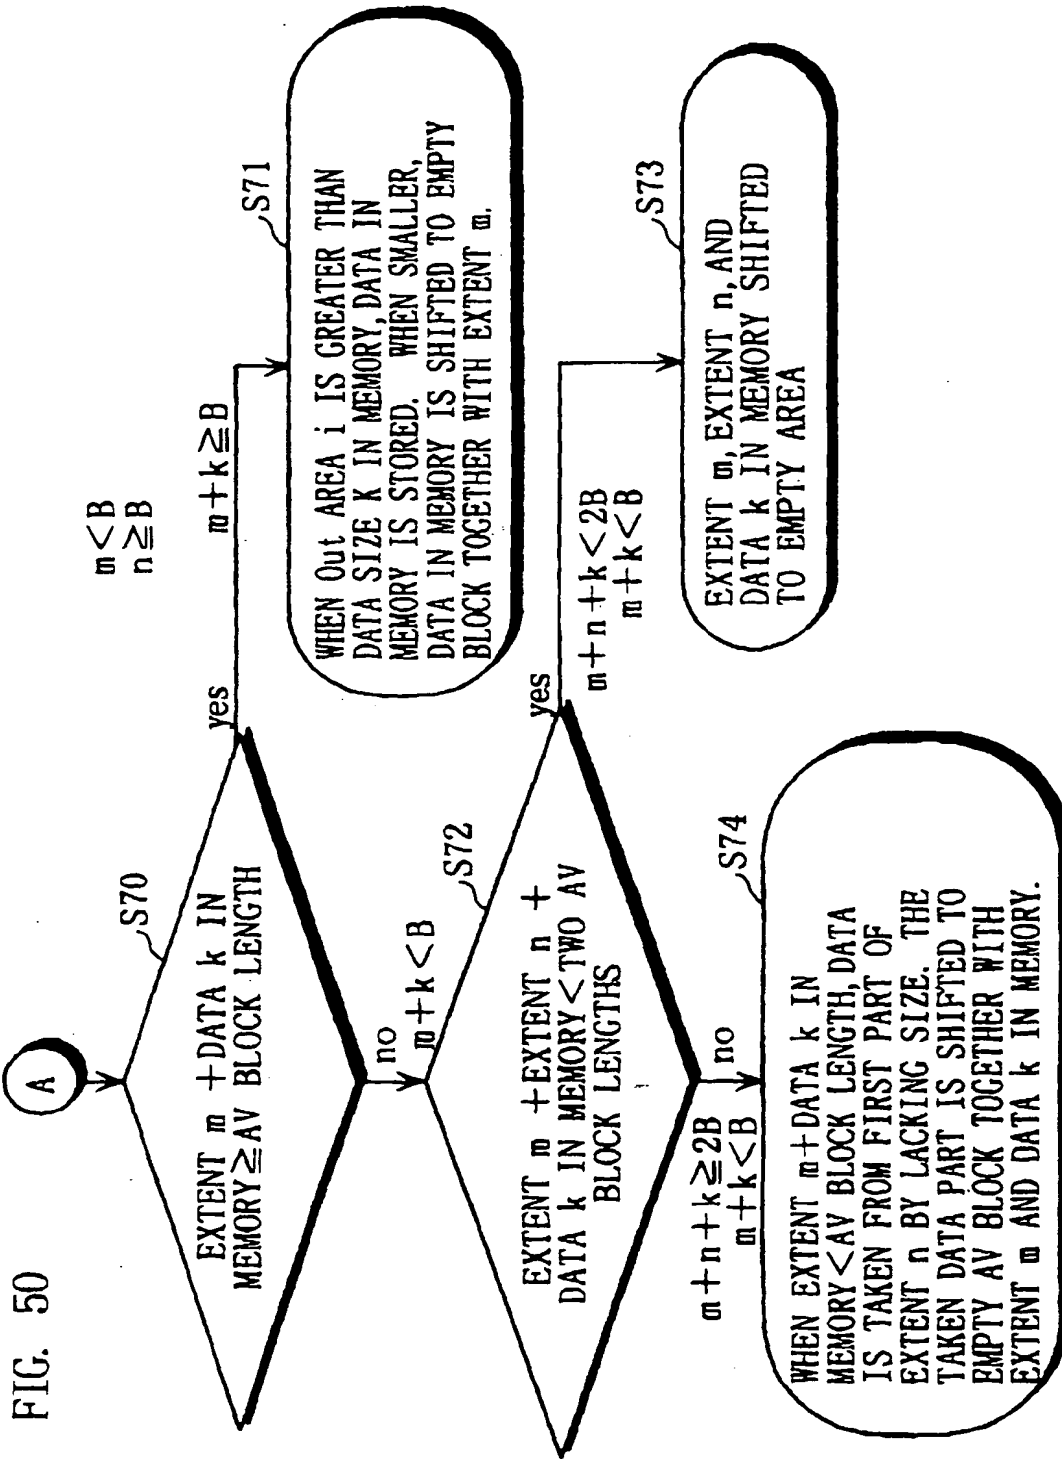 FIG. 50
A
S70
EXTENT m +DATA k IN
MEMORY≧AV BLOCK LENGTH
yes
m<B
n≧B
m+k≧B
S71
WHEN Out AREA i IS GREATER THAN
DATA SIZE K IN MEMORY,DATA IN
MEMORY IS STORED. WHEN SMALLER,
DATA IN MEMORY IS SHIFTED TO EMPTY
BLOCK TOGETHER WITH EXTENT m.
no
m+k<B
S72
EXTENT m +EXTENT n +
DATA k IN MEMORY<TWO AV
BLOCK LENGTHS
yes
m+n+k<2B
m+k<B
S73
EXTENT m,EXTENT n,AND
DATA k IN MEMORY SHIFTED
TO EMPTY AREA
m+n+k≧2B
m+k<B
no
S74
WHEN EXTENT m+DATA k IN
MEMORY<AV BLOCK LENGTH,DATA
IS TAKEN FROM FIRST PART OF
EXTENT n BY LACKING SIZE. THE
TAKEN DATA PART IS SHIFTED TO
EMPTY AV BLOCK TOGETHER WITH
EXTENT m AND DATA k IN MEMORY.